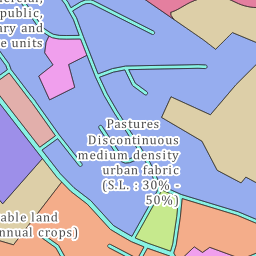 public,
ary and
e units
Pastures
Discontinuous
medium density
urban fabric
(S.L. : 30% -
50%)
able land
nnual crops)